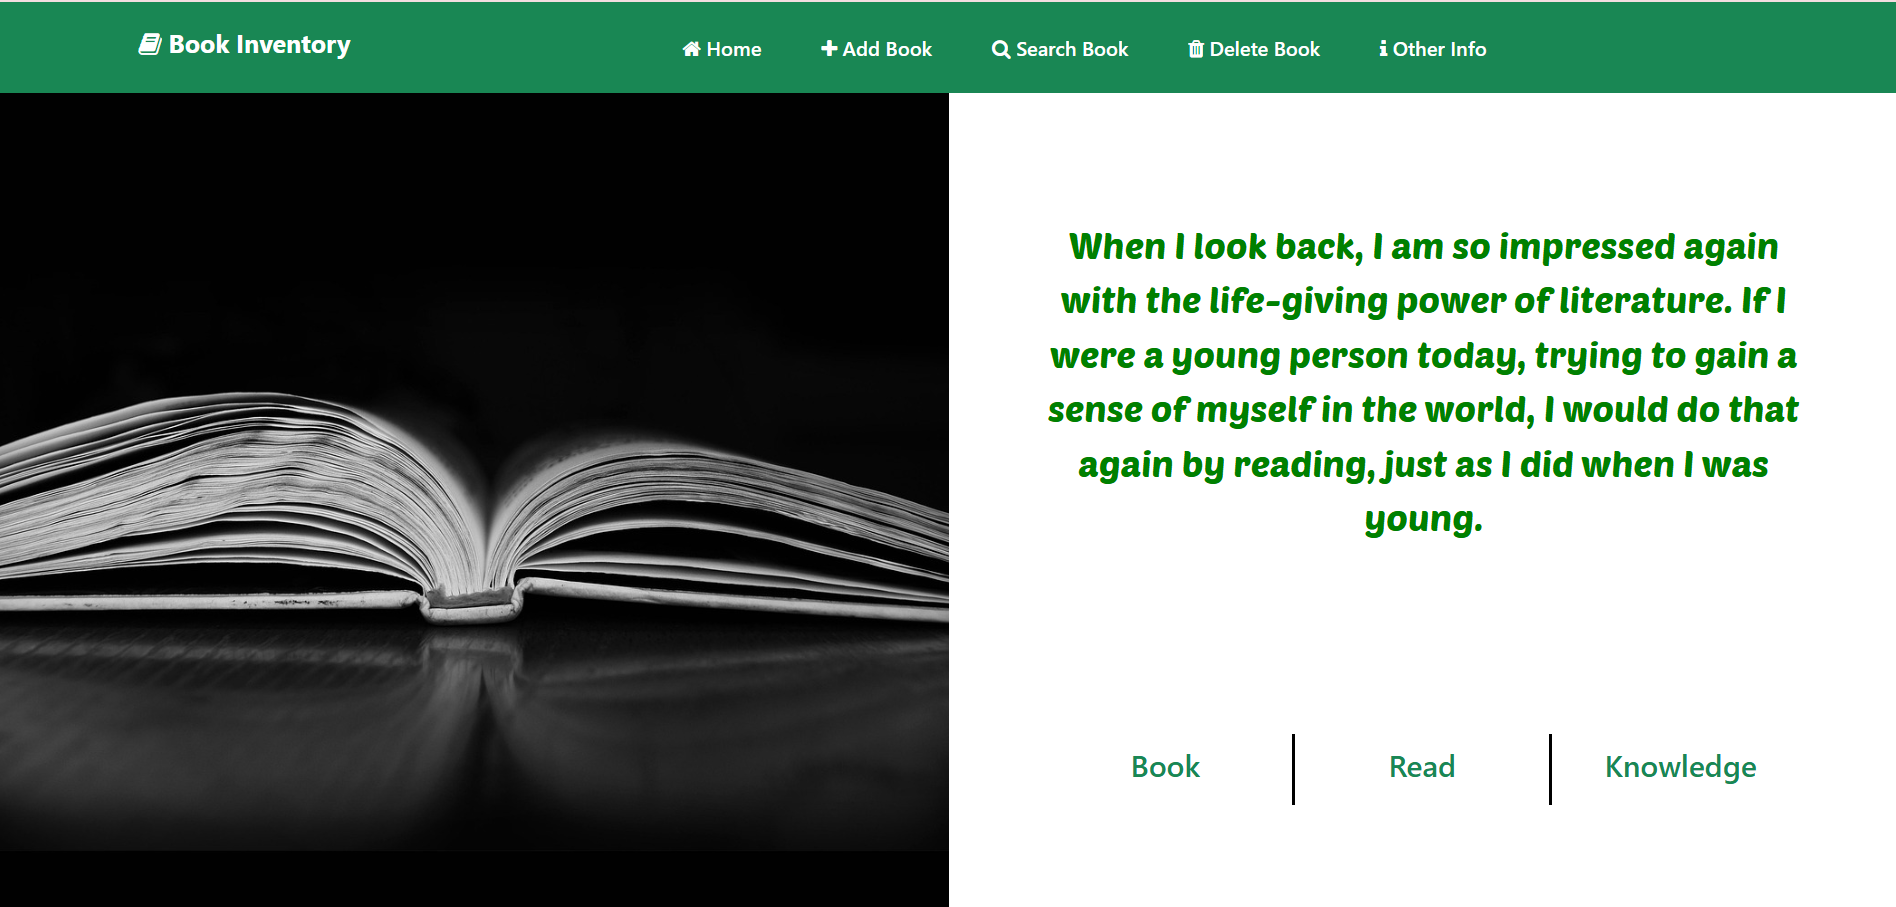 Book Inventory
Home
Add Book
Search Book
Delete Book
Other Info
When I look back, I am so impressed again
with the life-giving power of literature. If I
were a young person today, trying to gain a
sense of myself in the world, I would do that
again by reading, just as I did when I was
young.
Book
Read
Knowledge